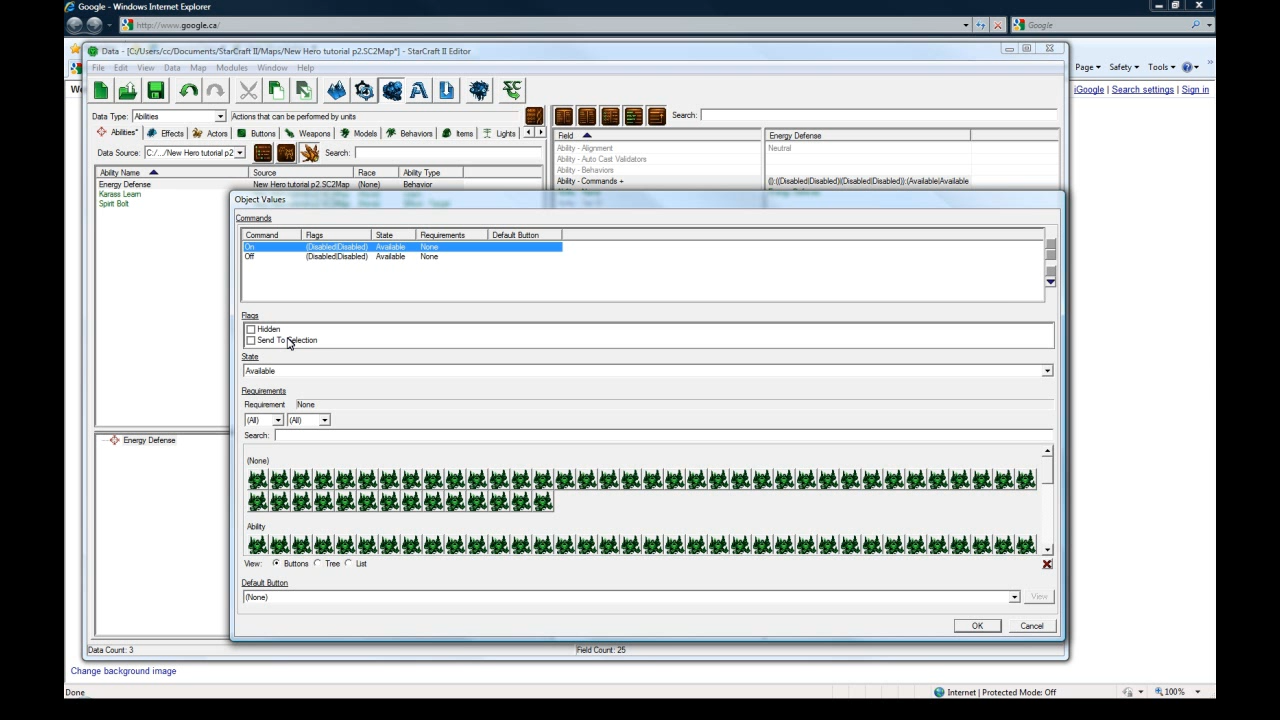 Google - Windows Internet Explorer
http://www.google.ca/
Google
Data - [C:/Users/cc/Documents/StarCraft II/Maps/New Hero tutorial p2.SC2Map*] - StarCraft II Editor
File Edit View Data Map Modules Window Help
Page Safety Tools
iGoogle | Search settings | Sign in
We
Data Type: Abilities Actions that can be performed by units
Search:
Abilities* Effects Actors Buttons Weapons Models Behaviors Items Lights
Field Energy Defense
Ability - Alignment Neutral
Data Source: C:/.../New Hero tutorial p2 Search:
Ability - Auto Cast Validators
Ability - Behaviors
Ability Name Source Race Ability Type
Ability - Commands + (|):((Disabled|Disabled)|(Disabled|Disabled)):(Available|Available
Energy Defense New Hero tutorial p2.SC2Map (None) Behavior
Karass Learn
Spirit Bolt
Object Values
Commands
Command Flags State Requirements Default Button
On (Disabled|Disabled) Available None
Off (Disabled|Disabled) Available None
Flags
Hidden
Send To Selection
State
Available
Requirements
Requirement None
(All) (All)
Search:
Energy Defense
(None)
Ability
View: Buttons Tree List
Default Button
(None) View
OK Cancel
Data Count: 3 Field Count: 25
Change background image
Done Internet | Protected Mode: Off 100%